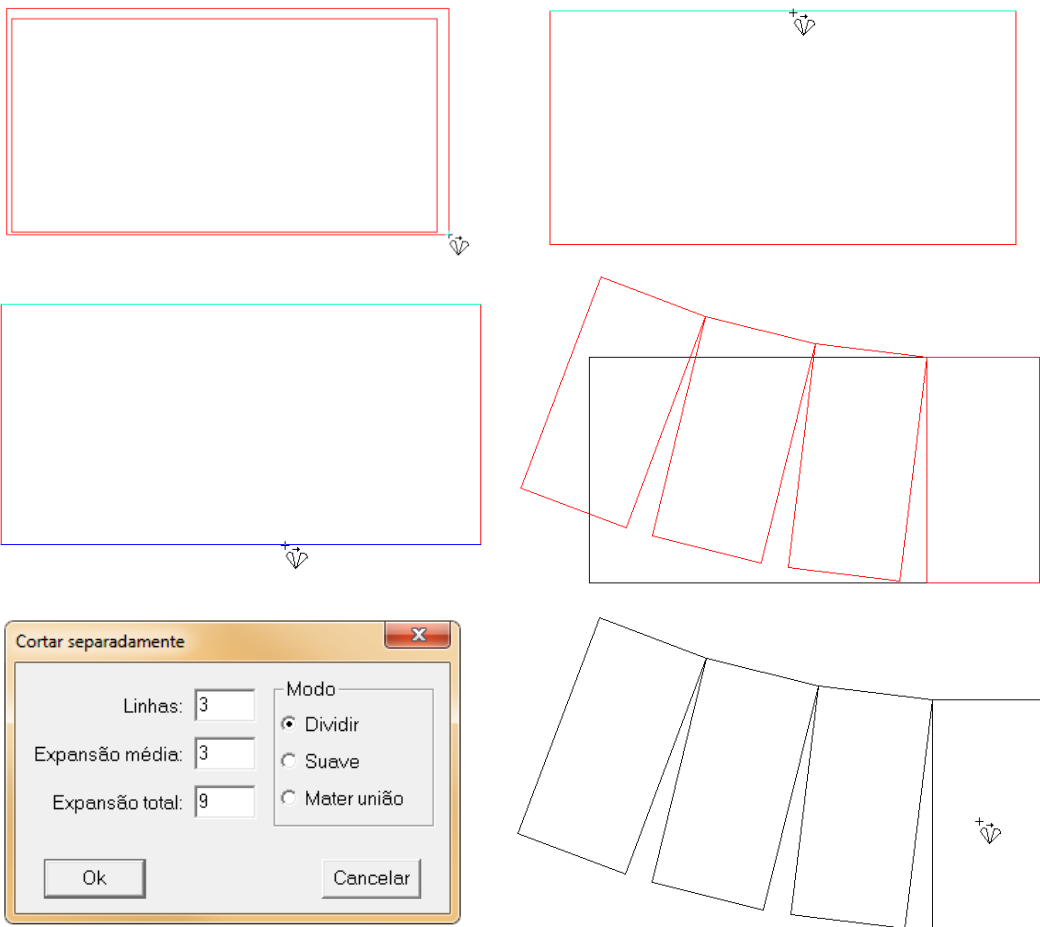 Cortar separadamente
Linhas: 3
Expansão média: 3
Expansão total: 9
Modo
Dividir
Suave
Mater união
Ok
Cancelar